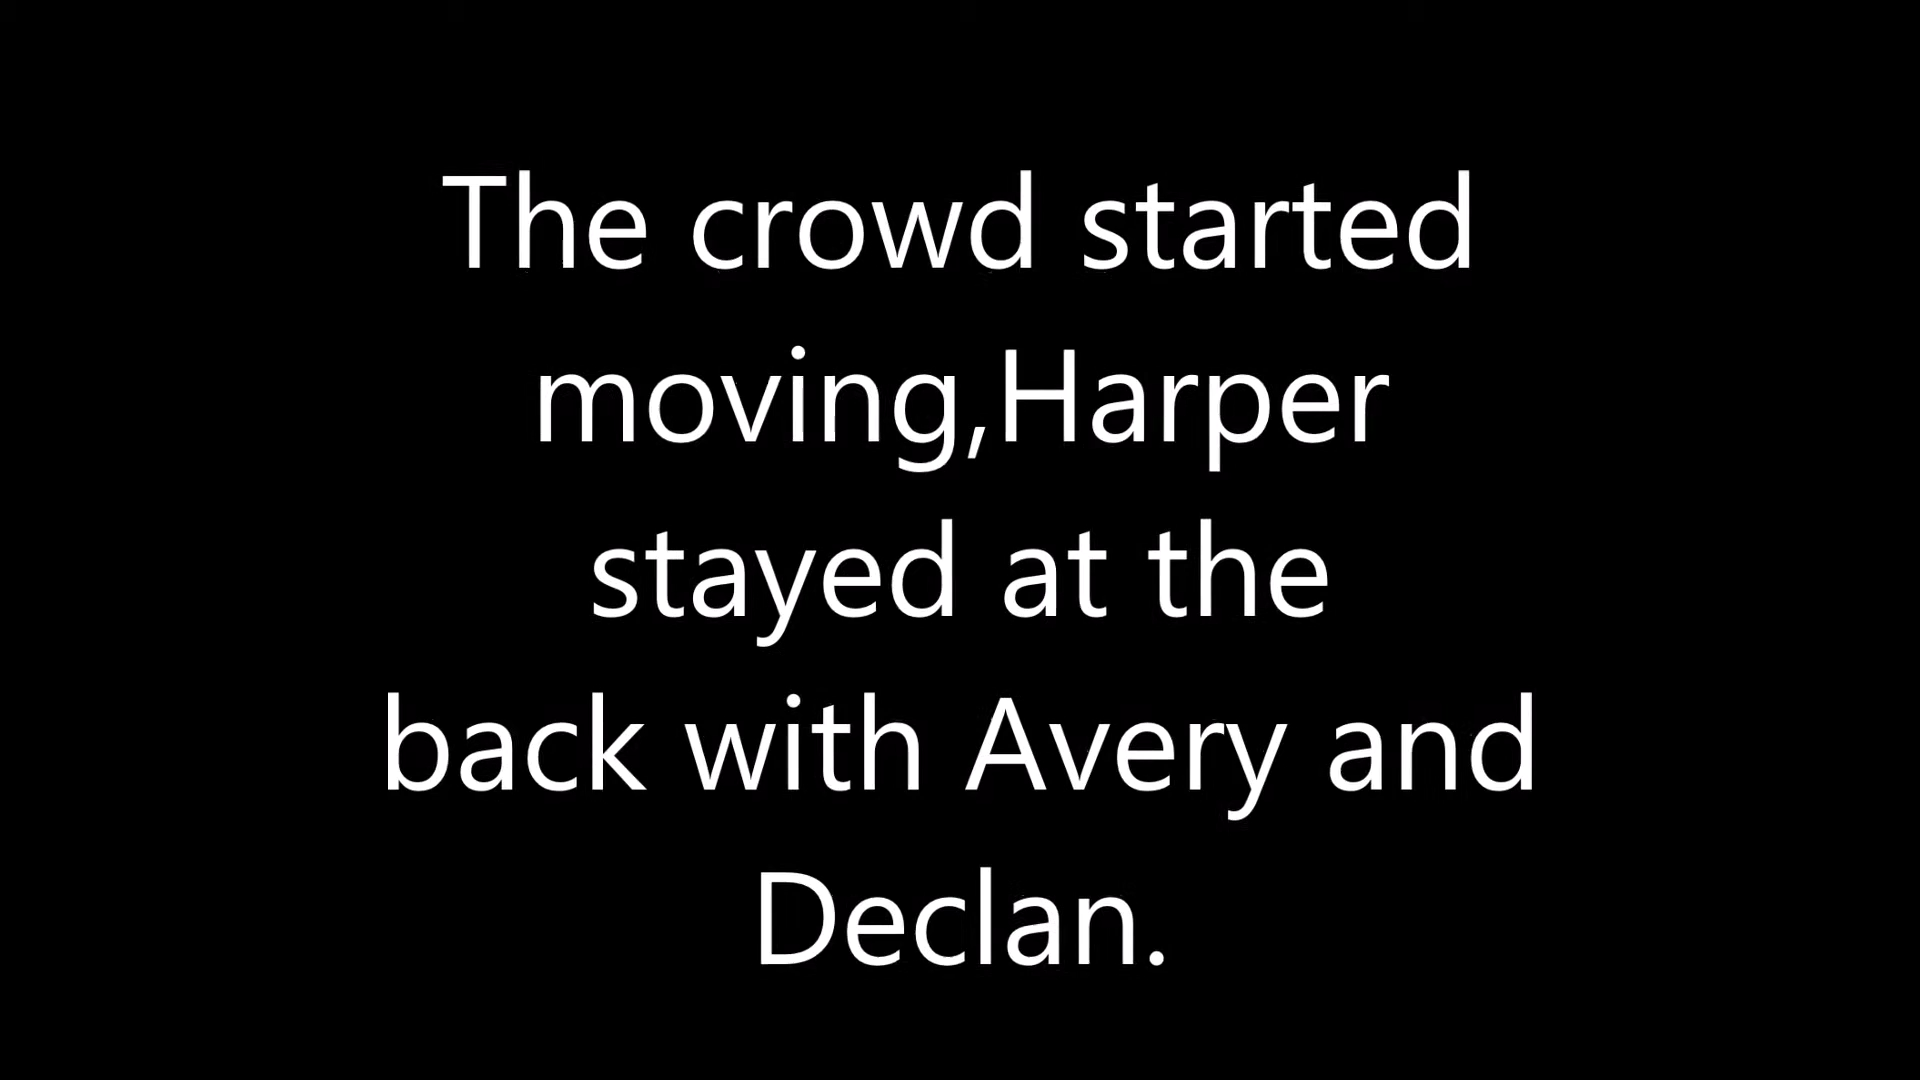 The crowd started
moving,Harper
stayed at the
back with Avery and
Declan.